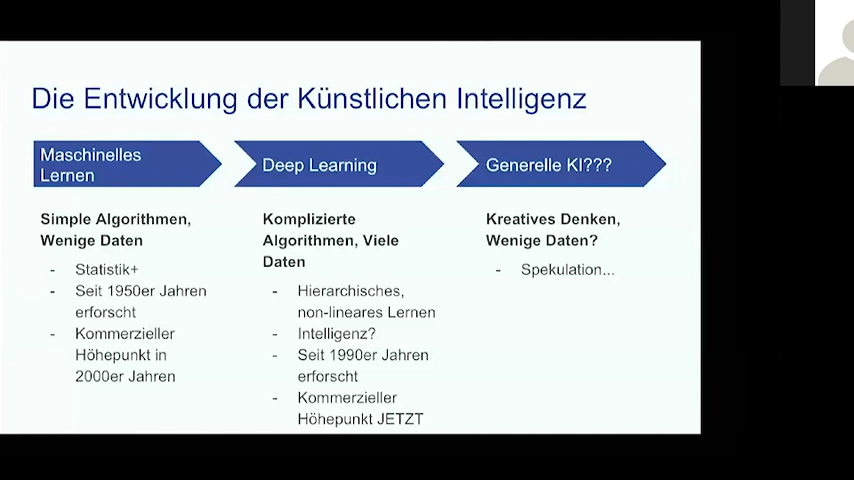 Die Entwicklung der Künstlichen Intelligenz
Maschinelles
Lernen
Deep Learning
Generelle KI???
Simple Algorithmen,
Wenige Daten
- Statistik+
- Seit 1950er Jahren
erforscht
- Kommerzieller
Höhepunkt in
2000er Jahren
Komplizierte
Algorithmen, Viele
Daten
- Hierarchisches,
non-lineares Lernen
- Intelligenz?
- Seit 1990er Jahren
erforscht
- Kommerzieller
Höhepunkt JETZT
Kreatives Denken,
Wenige Daten?
- Spekulation...